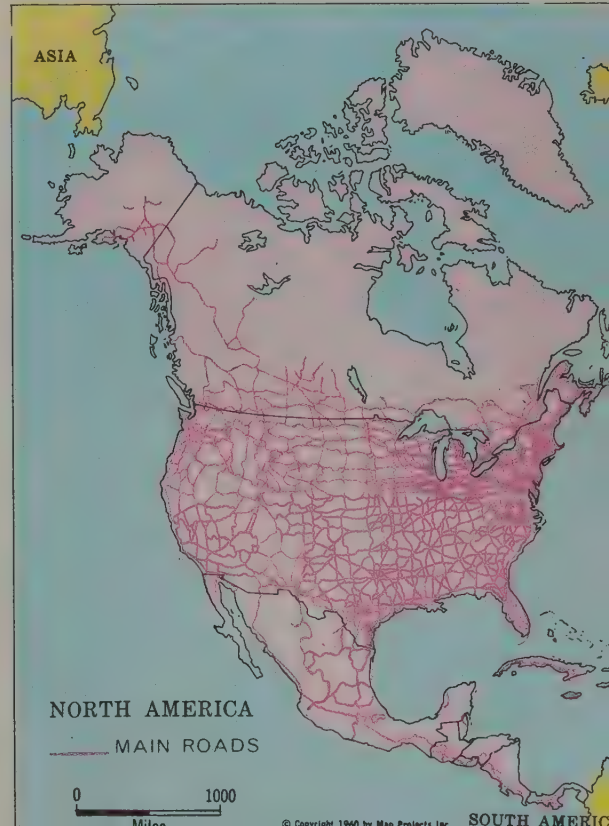 ASIA
NORTH AMERICA
MAIN ROADS
0 1000
Miles
© Copyright 1960 by Map Projects Inc.
SOUTH AMERIC